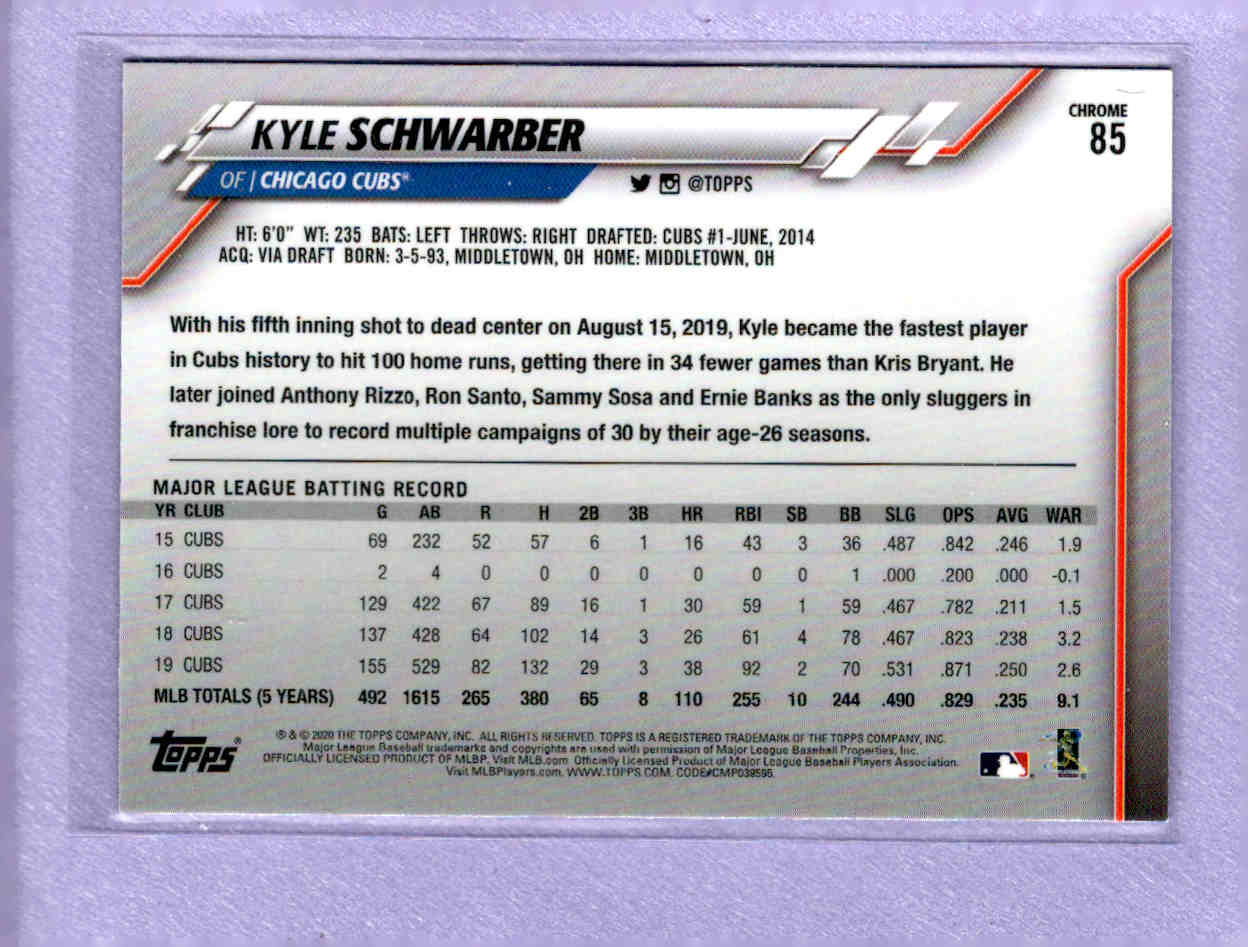 CHROME
85
KYLE SCHWARBER
OF | CHICAGO CUBS®
@TOPPS
HT: 6'0" WT: 235 BATS: LEFT THROWS: RIGHT DRAFTED: CUBS #1-JUNE, 2014
ACQ: VIA DRAFT BORN: 3-5-93, MIDDLETOWN, OH HOME: MIDDLETOWN, OH
With his fifth inning shot to dead center on August 15, 2019, Kyle became the fastest player
in Cubs history to hit 100 home runs, getting there in 34 fewer games than Kris Bryant. He
later joined Anthony Rizzo, Ron Santo, Sammy Sosa and Ernie Banks as the only sluggers in
franchise lore to record multiple campaigns of 30 by their age-26 seasons.
MAJOR LEAGUE BATTING RECORD
YR CLUB G AB R H 2B 3B HR RBI SB BB SLG OPS AVG WAR
15 CUBS 69 232 52 57 6 1 16 43 3 36 .487 .842 .246 1.9
16 CUBS 2 4 0 0 0 0 0 0 0 1 .000 .200 .000 -0.1
17 CUBS 129 422 67 89 16 1 30 59 1 59 .467 .782 .211 1.5
18 CUBS 137 428 64 102 14 3 26 61 4 78 .467 .823 .238 3.2
19 CUBS 155 529 82 132 29 3 38 92 2 70 .531 .871 .250 2.6
MLB TOTALS (5 YEARS) 492 1615 265 380 65 8 110 255 10 244 .490 .829 .235 9.1
Topps®
® & © 2020 THE TOPPS COMPANY, INC. ALL RIGHTS RESERVED. TOPPS IS A REGISTERED TRADEMARK OF THE TOPPS COMPANY, INC.
Major League Baseball trademarks and copyrights are used with permission of Major League Baseball Properties, Inc.
OFFICIALLY LICENSED PRODUCT OF MLBP. Visit MLB.com Officially Licensed Product of Major League Baseball Players Association.
Visit MLBPlayers.com. WWW.TOPPS.COM. CODE#CMP039596.